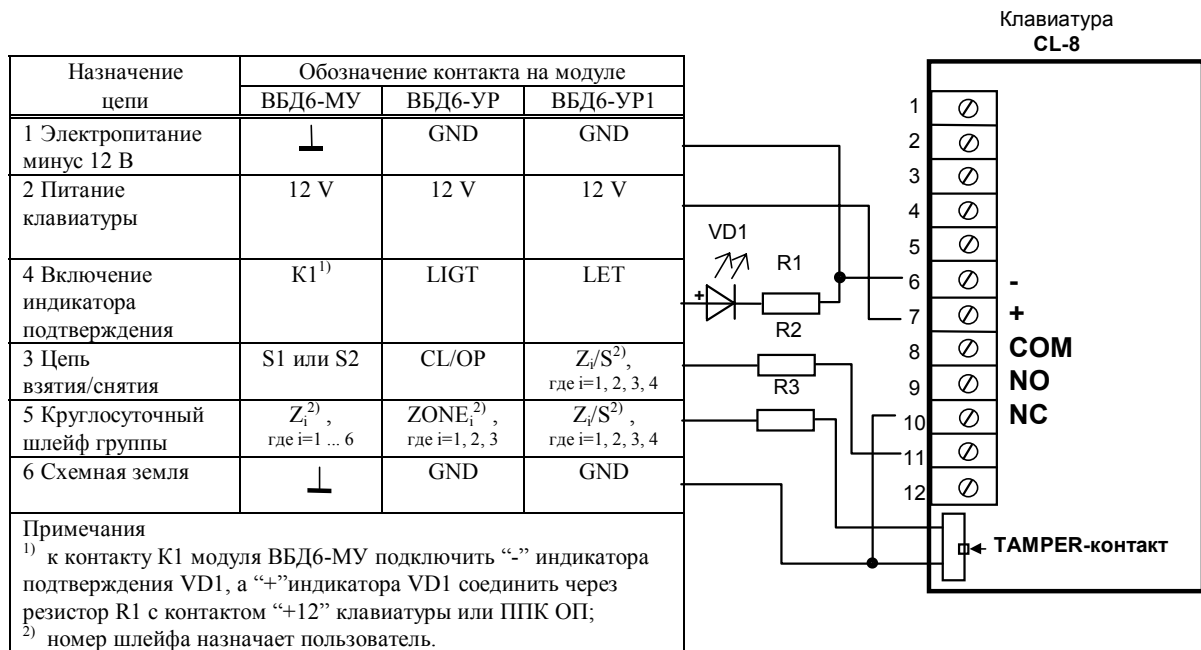 Клавиатура
CL-8
Назначение цепи
Обозначение контакта на модуле
ВБД6-МУ ВБД6-УР ВБД6-УР1
1 Электропитание минус 12 В
⊥ GND GND
2 Питание клавиатуры
12 V 12 V 12 V
4 Включение индикатора подтверждения
К1¹⁾ LIGT LET
3 Цепь взятия/снятия
S1 или S2 CL/OP Zᵢ/S²⁾, где i=1, 2, 3, 4
5 Круглосуточный шлейф группы
Zᵢ²⁾ , где i=1 ... 6 ZONEᵢ²⁾ , где i=1, 2, 3 Zᵢ/S²⁾ , где i=1, 2, 3, 4
6 Схемная земля
⊥ GND GND
Примечания
¹⁾ к контакту К1 модуля ВБД6-МУ подключить “-” индикатора
подтверждения VD1, а “+”индикатора VD1 соединить через
резистор R1 с контактом “+12” клавиатуры или ППК ОП;
²⁾ номер шлейфа назначает пользователь.
VD1
+
R1
R2
R3
1
2
3
4
5
6 -
7 +
8 COM
9 NO
10 NC
11
12
TAMPER-контакт